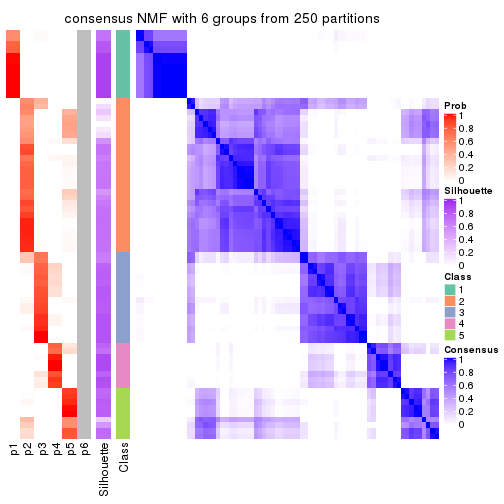 consensus NMF with 6 groups from 250 partitions
Prob
1
0.8
0.6
0.4
0.2
0
Silhouette
1
0.8
0.6
0.4
0.2
0
Class
1
2
3
4
5
Consensus
1
0.8
0.6
0.4
0.2
0
p1
p2
p3
p4
p5
p6
Silhouette
Class